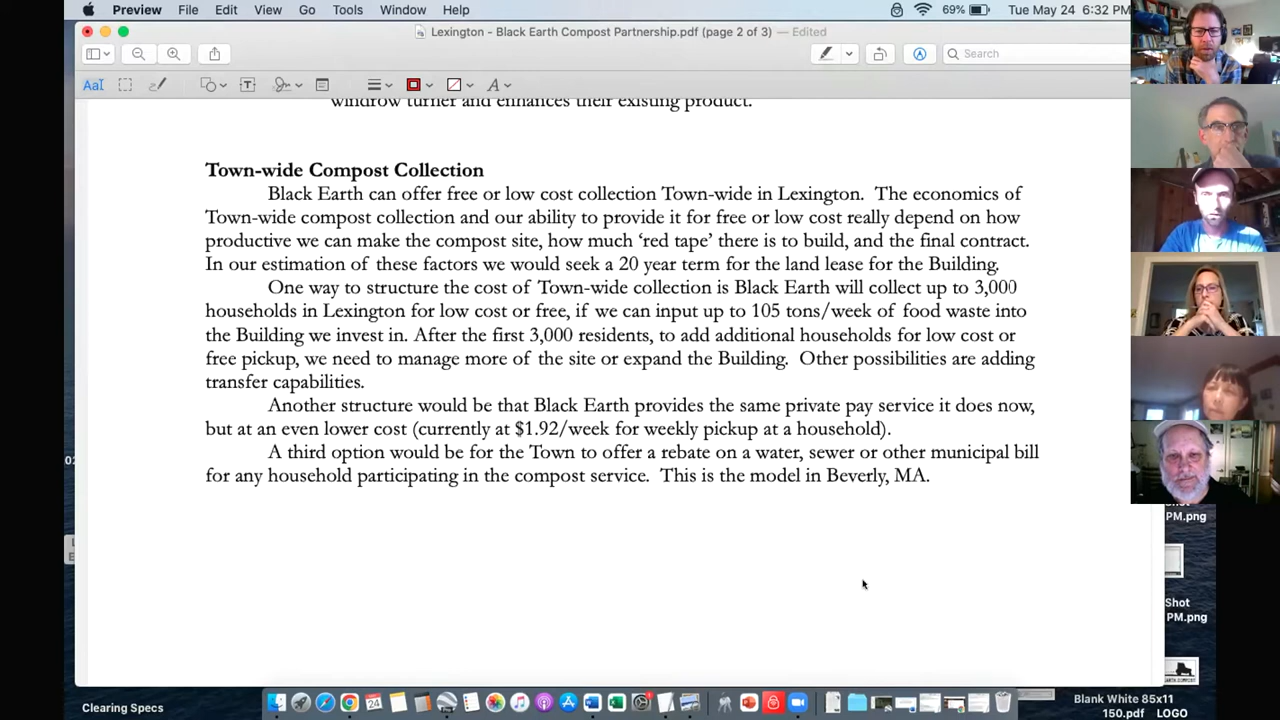 Preview File Edit View Go Tools Window Help 69% Tue May 24 6:32 PM
Lexington - Black Earth Compost Partnership.pdf (page 2 of 3) — Edited
Search
AaI A
windrow turner and enhances their existing product.
Town-wide Compost Collection
Black Earth can offer free or low cost collection Town-wide in Lexington. The economics of
Town-wide compost collection and our ability to provide it for free or low cost really depend on how
productive we can make the compost site, how much ‘red tape’ there is to build, and the final contract.
In our estimation of these factors we would seek a 20 year term for the land lease for the Building.
One way to structure the cost of Town-wide collection is Black Earth will collect up to 3,000
households in Lexington for low cost or free, if we can input up to 105 tons/week of food waste into
the Building we invest in. After the first 3,000 residents, to add additional households for low cost or
free pickup, we need to manage more of the site or expand the Building. Other possibilities are adding
transfer capabilities.
Another structure would be that Black Earth provides the same private pay service it does now,
but at an even lower cost (currently at $1.92/week for weekly pickup at a household).
A third option would be for the Town to offer a rebate on a water, sewer or other municipal bill
for any household participating in the compost service. This is the model in Beverly, MA.
Shot
PM.png
Shot
PM.png
Clearing Specs
24
Blank White 85x11
150.pdf LOGO